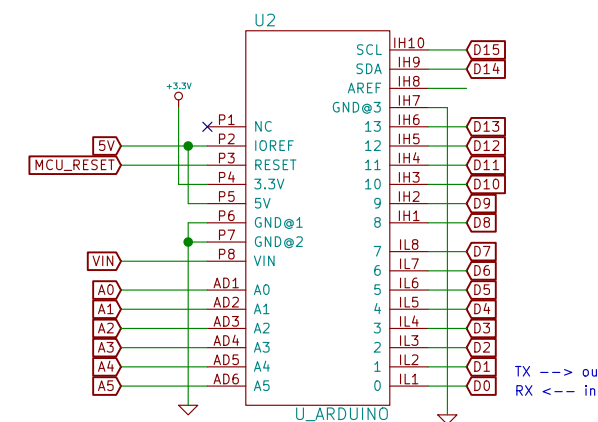 U2
+3.3V
5V
MCU_RESET
VIN
A0
A1
A2
A3
A4
A5
P1
P2
P3
P4
P5
P6
P7
P8
AD1
AD2
AD3
AD4
AD5
AD6
NC
IOREF
RESET
3.3V
5V
GND@1
GND@2
VIN
A0
A1
A2
A3
A4
A5
SCL
SDA
AREF
GND@3
13
12
11
10
9
8
7
6
5
4
3
2
1
0
IH10
IH9
IH8
IH7
IH6
IH5
IH4
IH3
IH2
IH1
IL8
IL7
IL6
IL5
IL4
IL3
IL2
IL1
D15
D14
D13
D12
D11
D10
D9
D8
D7
D6
D5
D4
D3
D2
D1
D0
TX --> ou
RX <-- in
U_ARDUINO